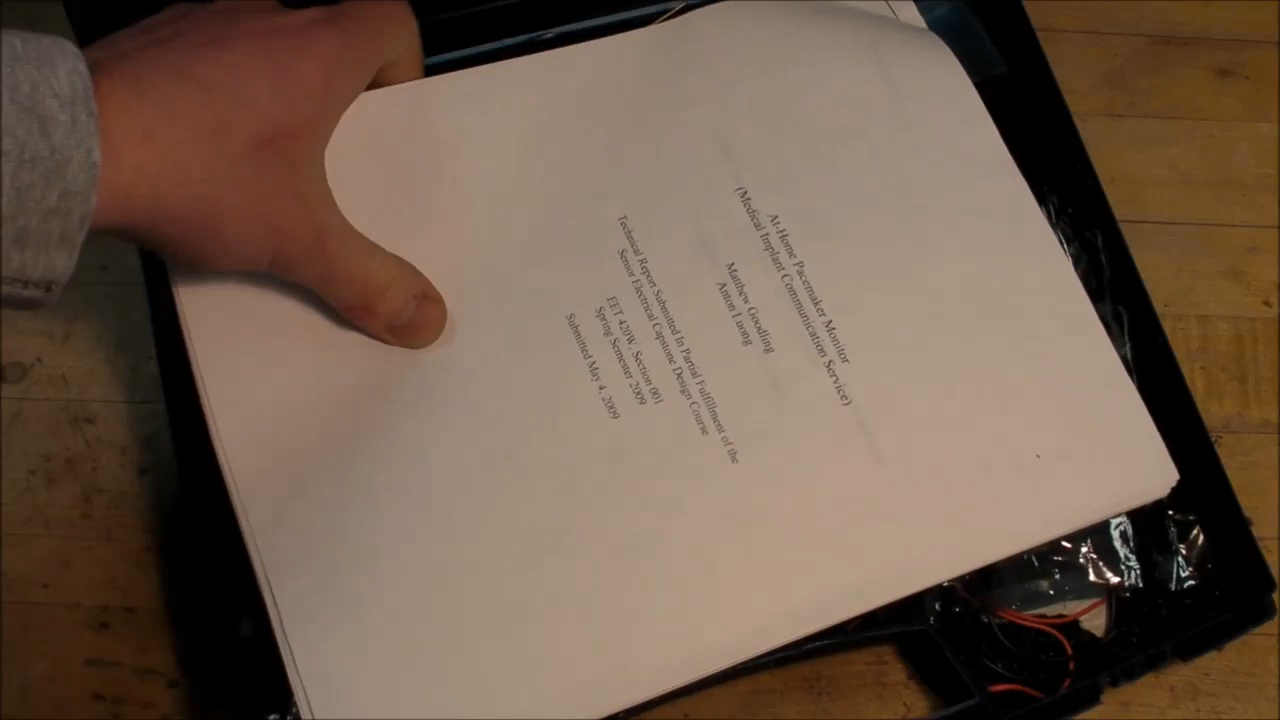 At-Home Pacemaker Monitor
(Medical Implant Communication Service)
Matthew Goodling
Anton Luong
Technical Report Submitted In Partial Fulfillment of the
Senior Electrical Capstone Design Course
EET 420W, Section 001
Spring Semester 2009
Submitted May 4, 2009